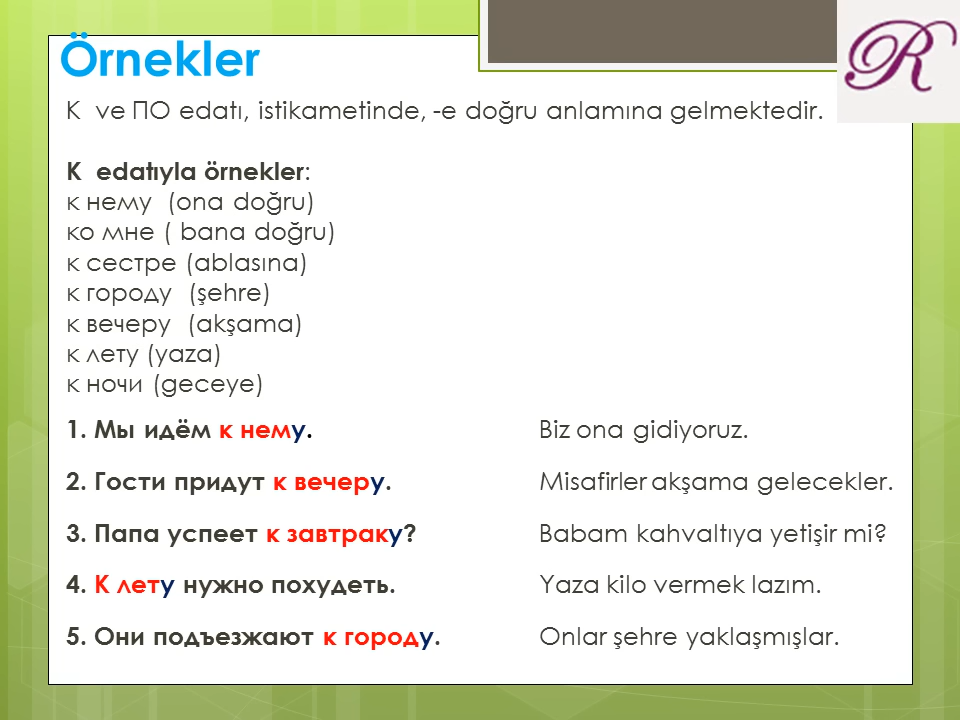 Örnekler
R
К ve ПО edatı, istikametinde, -e doğru anlamına gelmektedir.
К edatıyla örnekler:
к нему (ona doğru)
ко мне ( bana doğru)
к сестре (ablasına)
к городу (şehre)
к вечеру (akşama)
к лету (yaza)
к ночи (geceye)
1. Мы идём к нему. Biz ona gidiyoruz.
2. Гости придут к вечеру. Misafirler akşama gelecekler.
3. Папа успеет к завтраку? Babam kahvaltıya yetişir mi?
4. К лету нужно похудеть. Yaza kilo vermek lazım.
5. Они подъезжают к городу. Onlar şehre yaklaşmışlar.